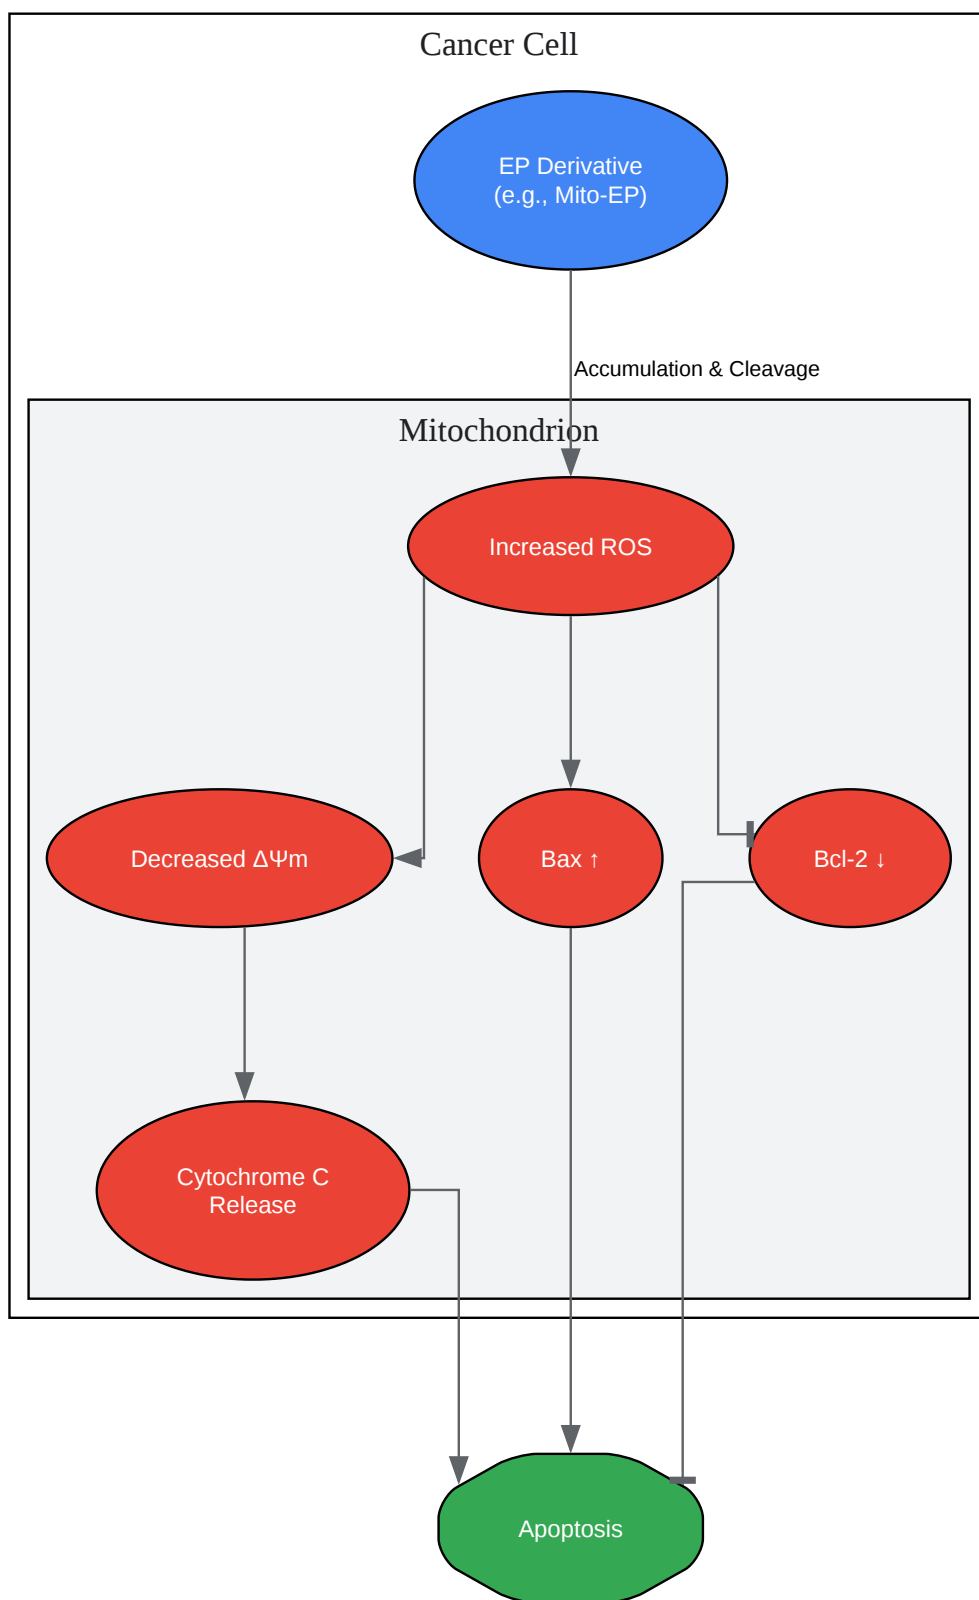 Cancer Cell
EP Derivative
(e.g., Mito-EP)
Accumulation & Cleavage
Mitochondrion
Increased ROS
Decreased ΔΨm
Bax ↑
Bcl-2 ↓
Cytochrome C
Release
Apoptosis